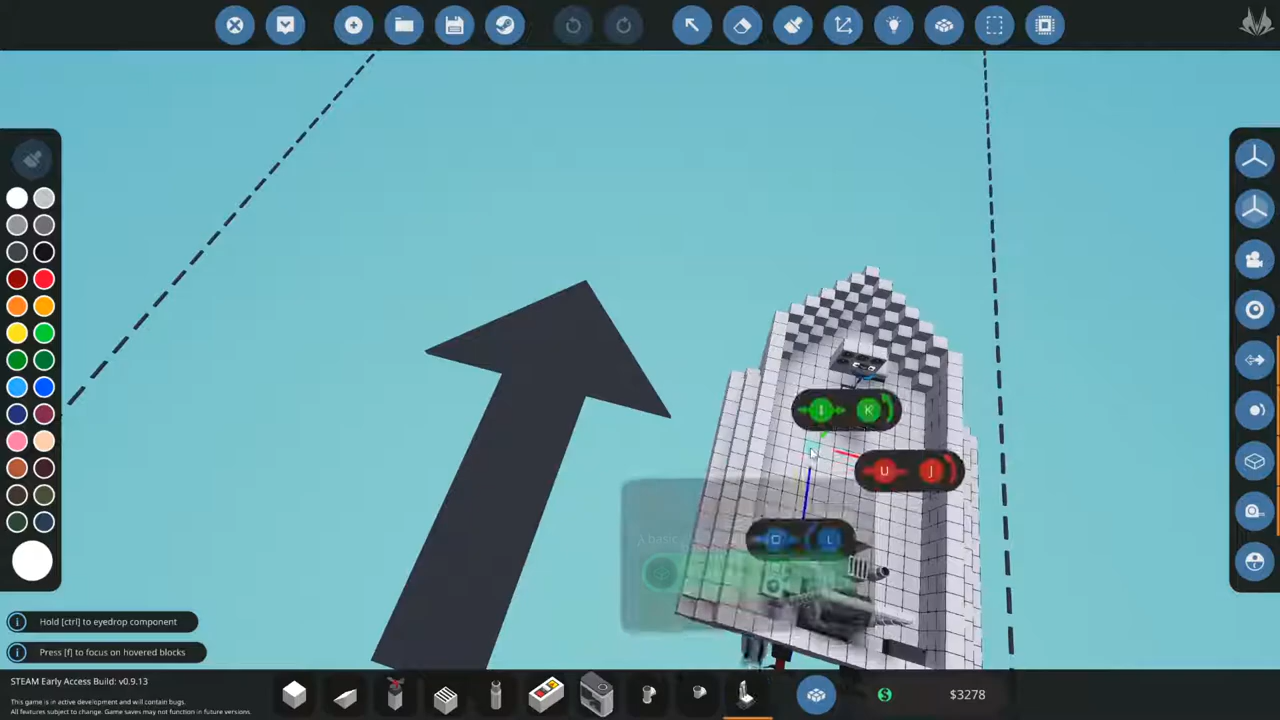 K
U J
A basic
L
Hold [ctrl] to eyedrop component
Press [f] to focus on hovered blocks
STEAM Early Access Build: v0.9.13
This game is in active development and will contain bugs.
All features subject to change. Game saves may not function in future versions.
$ $3278